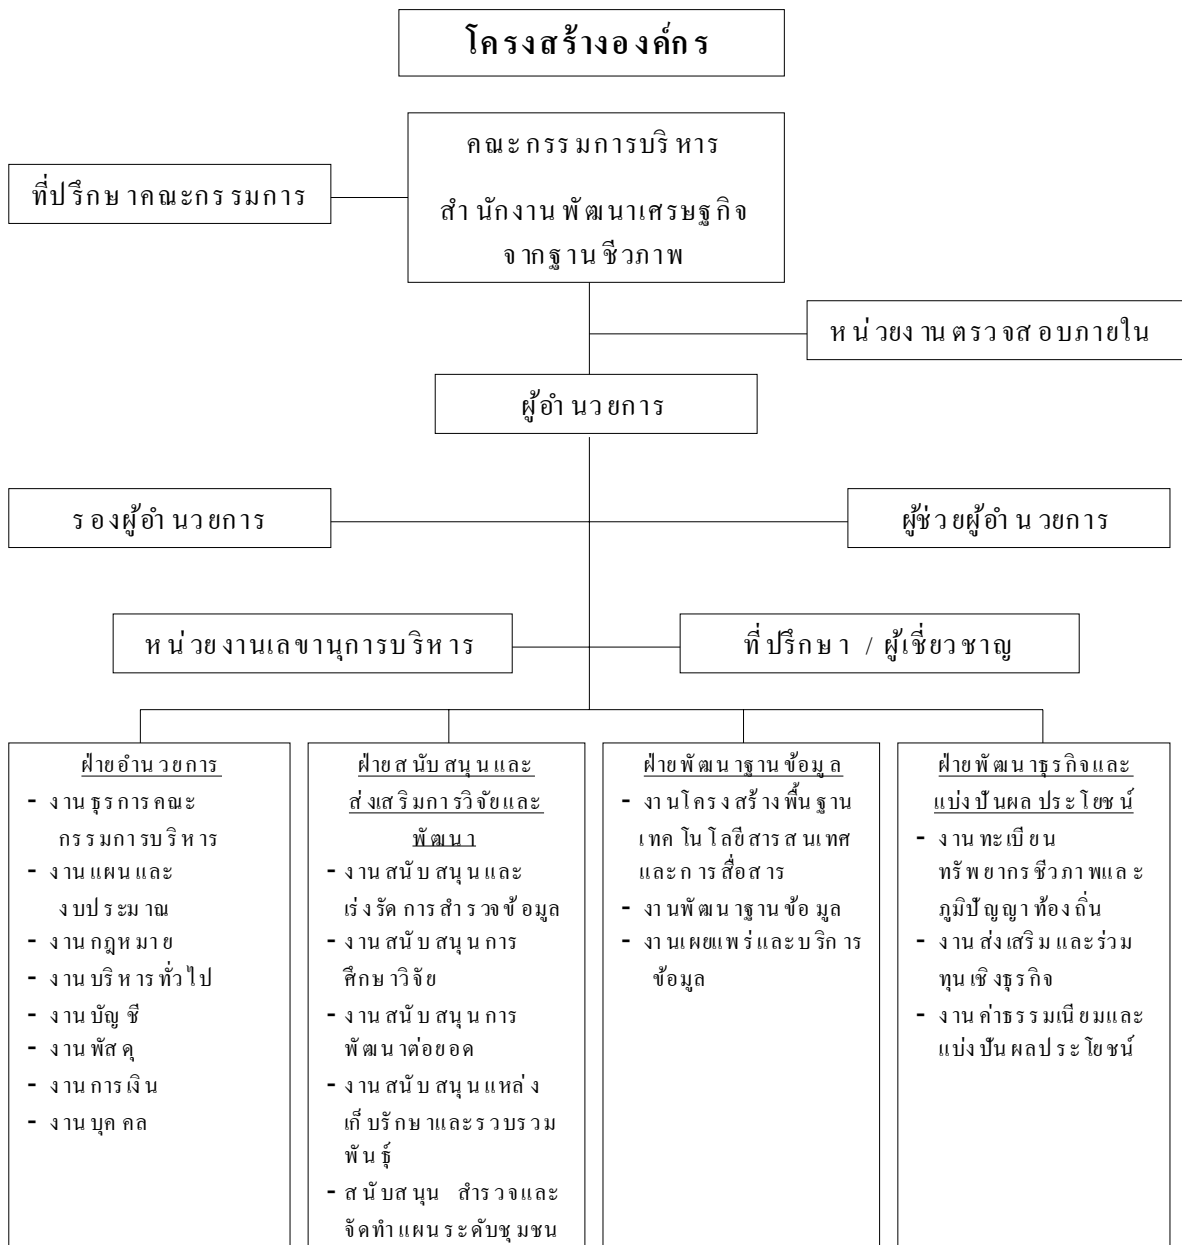 โครงสร้างองค์กร
คณะกรรมการบริหาร
สำนักงานพัฒนาเศรษฐกิจ
จากฐานชีวภาพ
ที่ปรึกษาคณะกรรมการ
หน่วยงานตรวจสอบภายใน
ผู้อำนวยการ
รองผู้อำนวยการ
ผู้ช่วยผู้อำนวยการ
หน่วยงานเลขานุการบริหาร
ที่ปรึกษา / ผู้เชี่ยวชาญ
ฝ่ายอำนวยการ
- งานธุรการคณะ
กรรมการบริหาร
- งานแผนและ
งบประมาณ
- งานกฎหมาย
- งานบริหารทั่วไป
- งานบัญชี
- งานพัสดุ
- งานการเงิน
- งานบุคคล
ฝ่ายสนับสนุนและ
ส่งเสริมการวิจัยและ
พัฒนา
- งานสนับสนุนและ
เร่งรัดการสำรวจข้อมูล
- งานสนับสนุนการ
ศึกษาวิจัย
- งานสนับสนุนการ
พัฒนาต่อยอด
- งานสนับสนุนแหล่ง
เก็บรักษาและรวบรวม
พันธุ์
- สนับสนุน สำรวจและ
จัดทำแผนระดับชุมชน
ฝ่ายพัฒนาฐานข้อมูล
- งานโครงสร้างพื้นฐาน
เทคโนโลยีสารสนเทศ
และการสื่อสาร
- งานพัฒนาฐานข้อมูล
- งานเผยแพร่และบริการ
ข้อมูล
ฝ่ายพัฒนาธุรกิจและ
แบ่งปันผลประโยชน์
- งานทะเบียน
ทรัพยากรชีวภาพและ
ภูมิปัญญาท้องถิ่น
- งานส่งเสริมและร่วม
ทุนเชิงธุรกิจ
- งานค่าธรรมเนียมและ
แบ่งปันผลประโยชน์